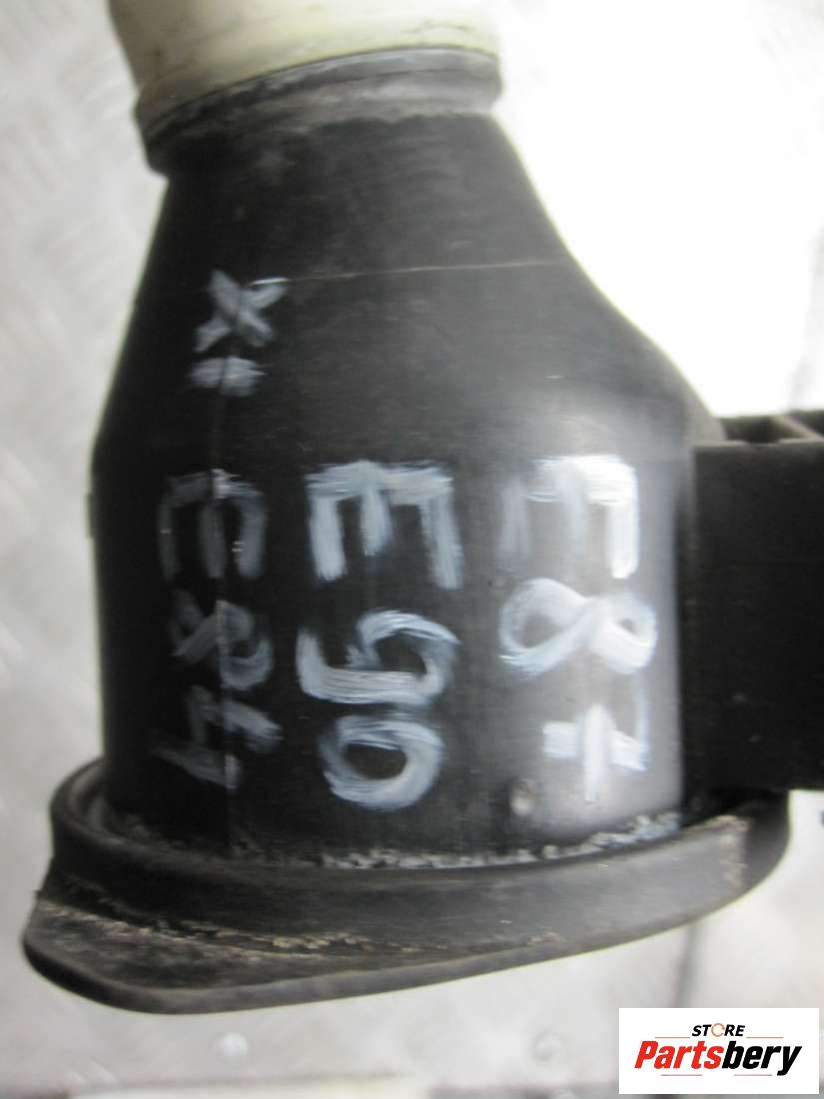 E87
E90
X1 E84
STORE
Partsbery